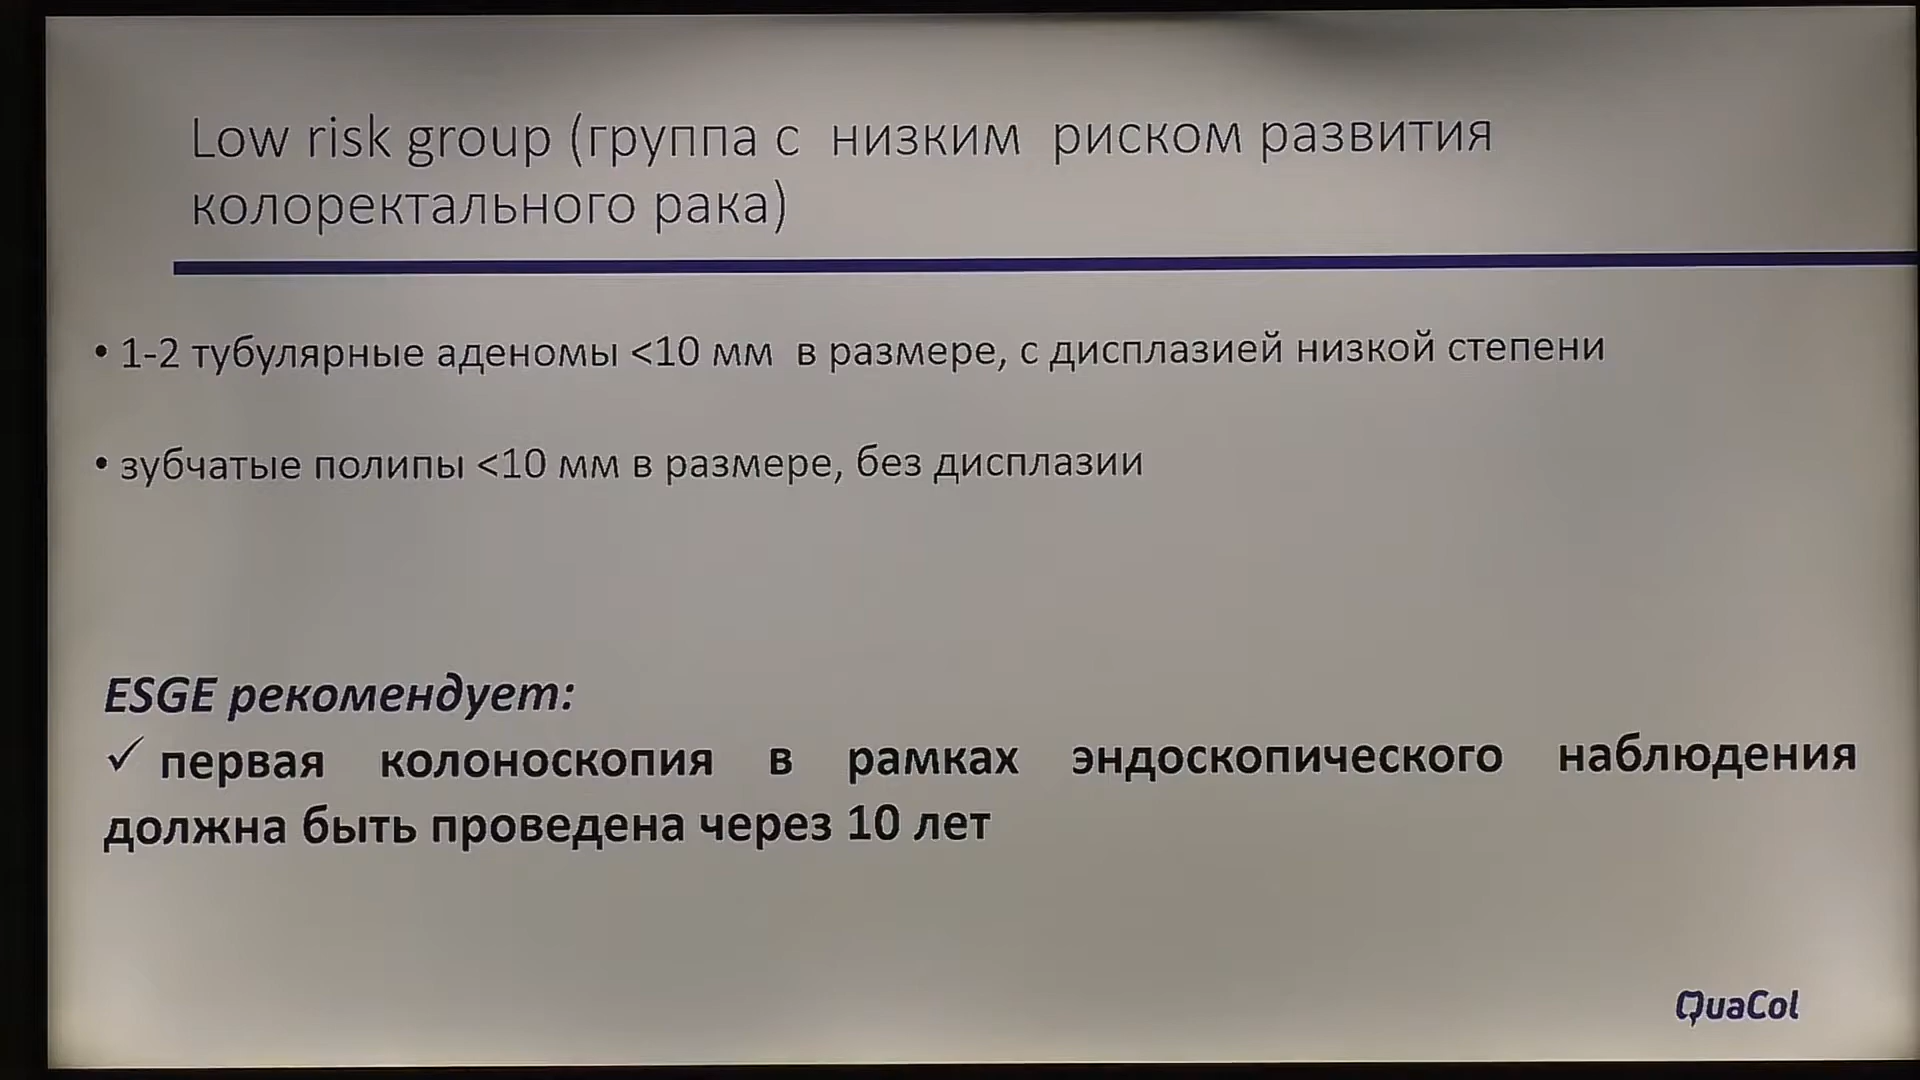 Low risk group (группа с низким риском развития
колоректального рака)
• 1-2 тубулярные аденомы <10 мм в размере, с дисплазией низкой степени
• зубчатые полипы <10 мм в размере, без дисплазии
ESGE рекомендует:
✓ первая колоноскопия в рамках эндоскопического наблюдения
должна быть проведена через 10 лет
QuaCol